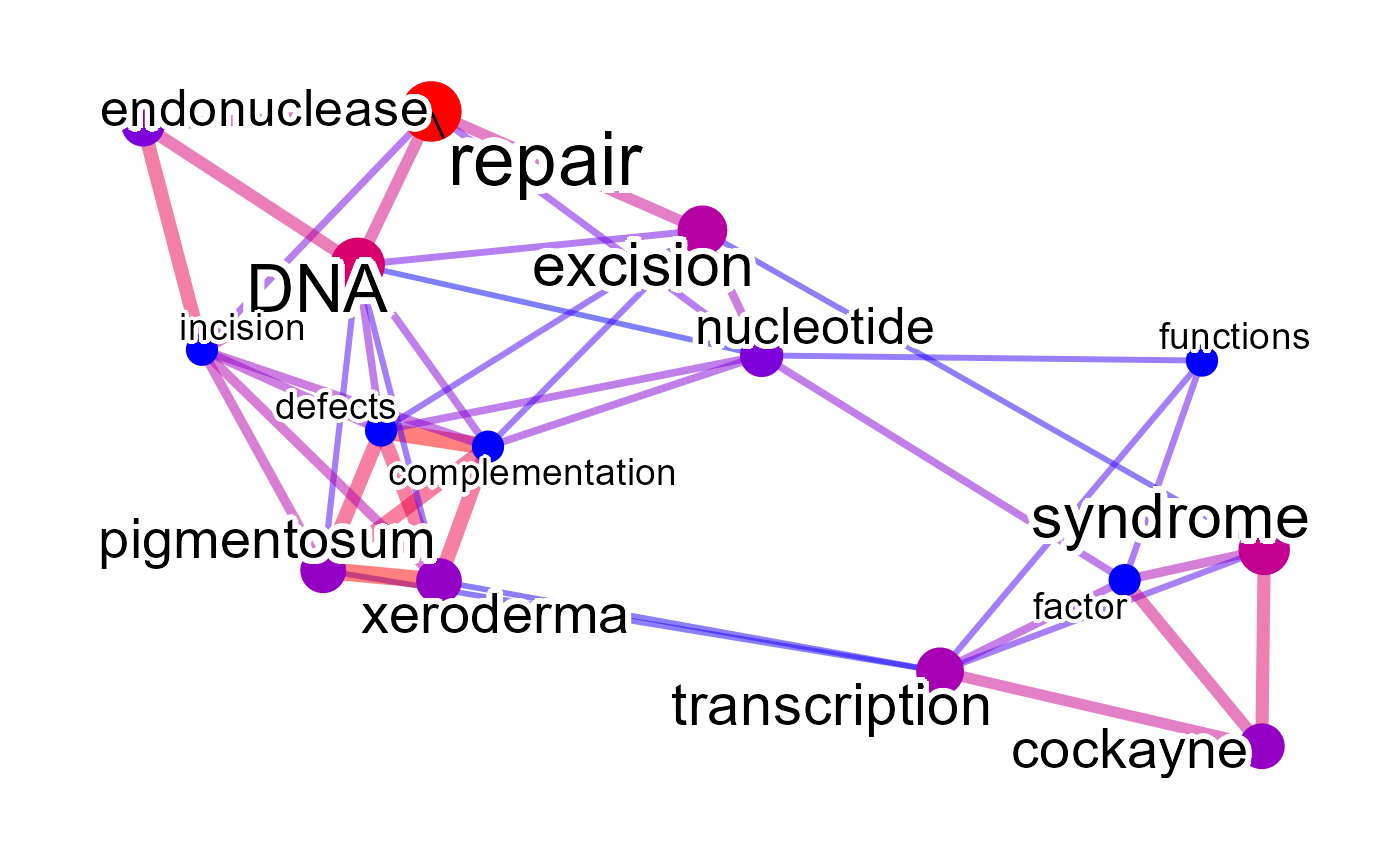 endonuclease
repair
excision
DNA
incision
nucleotide
functions
defects
complementation
syndrome
pigmentosum
factor
xeroderma
transcription
cockayne